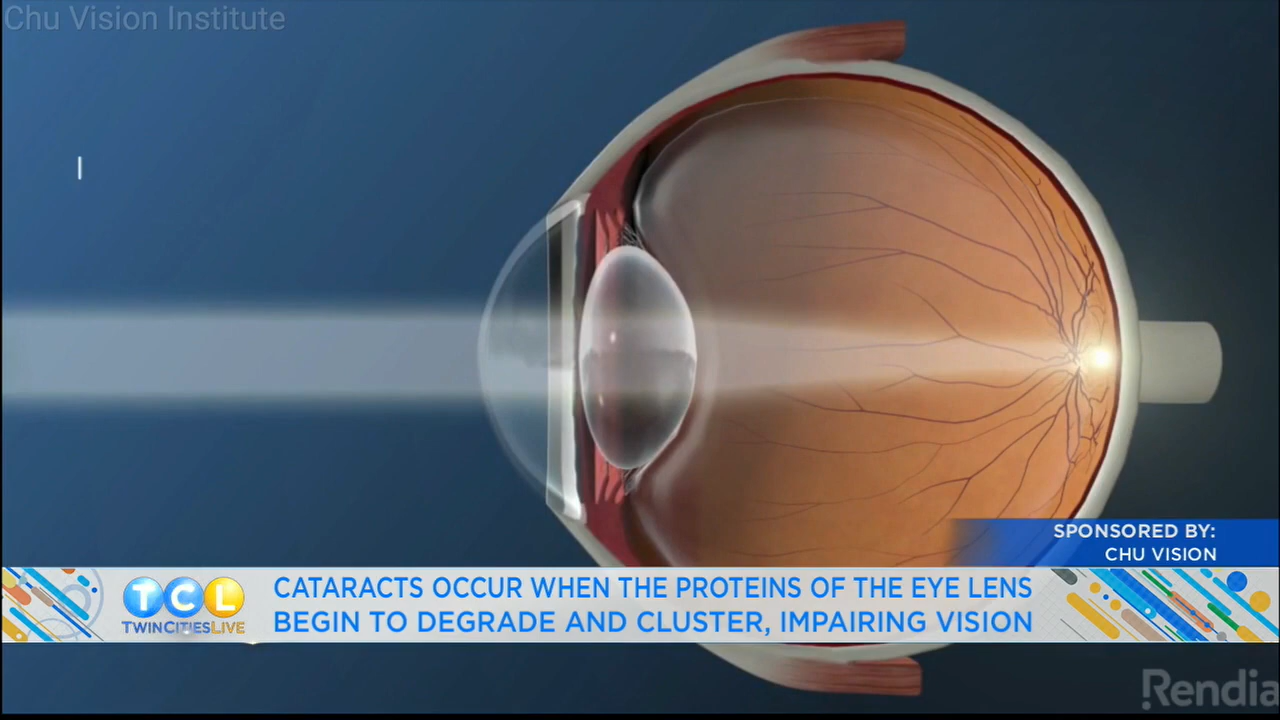 Chu Vision Institute
SPONSORED BY:
CHU VISION
TCL
TWINCITIESLIVE
CATARACTS OCCUR WHEN THE PROTEINS OF THE EYE LENS
BEGIN TO DEGRADE AND CLUSTER, IMPAIRING VISION
Rendia